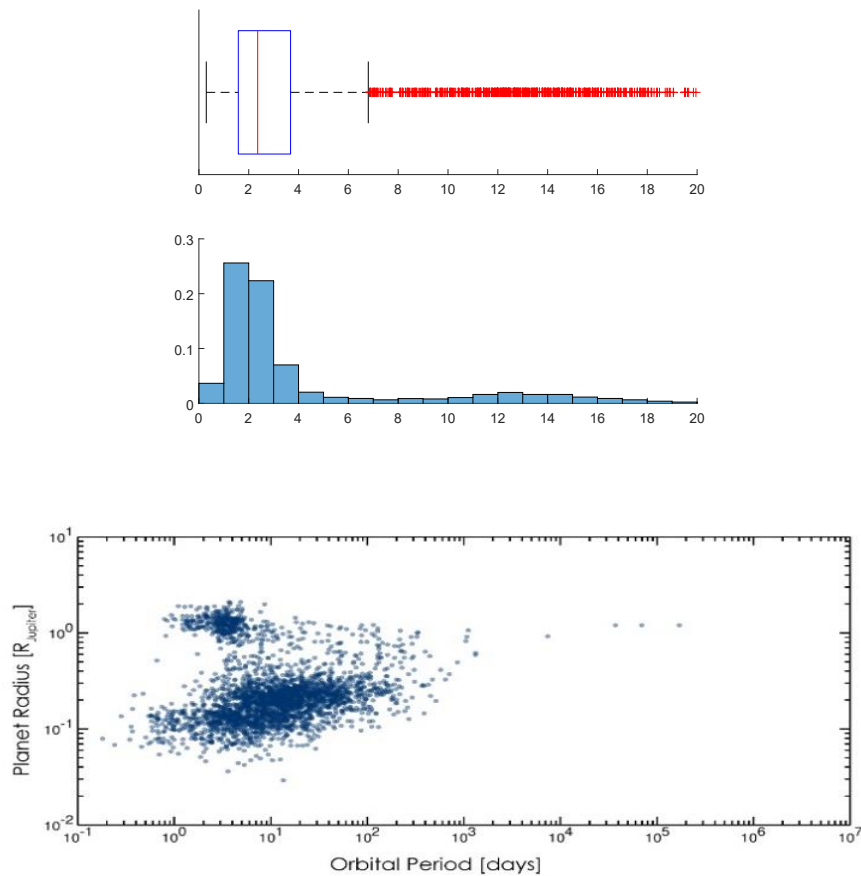 0 2 4 6 8 10 12 14 16 18 20
0.3
0.2
0.1
0
0 2 4 6 8 10 12 14 16 18 20
10^1
10^0
10^-1
10^-2
Planet Radius [R_Jupiter]
10^-1 10^0 10^1 10^2 10^3 10^4 10^5 10^6 10^7
Orbital Period [days]